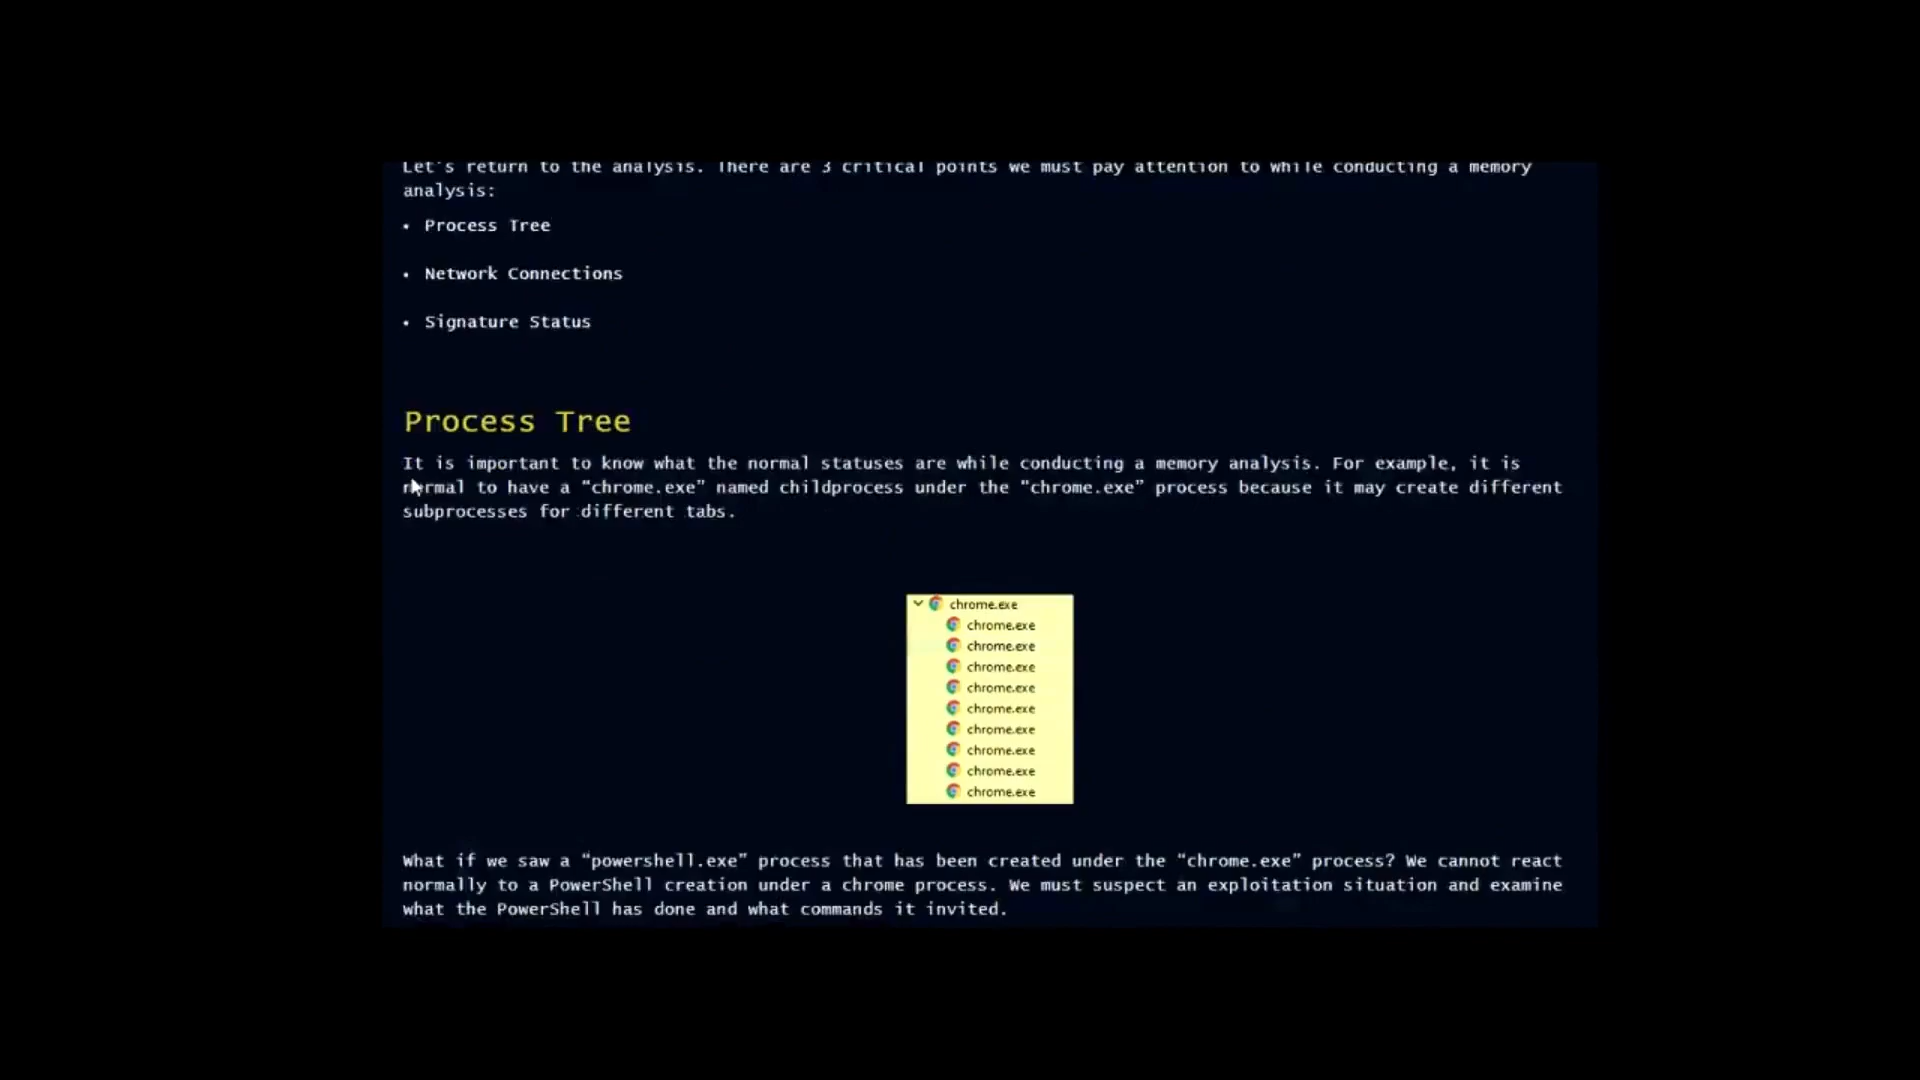 Let's return to the analysis. There are 3 critical points we must pay attention to while conducting a memory
analysis:
• Process Tree
• Network Connections
• Signature Status
Process Tree
It is important to know what the normal statuses are while conducting a memory analysis. For example, it is
normal to have a “chrome.exe” named childprocess under the “chrome.exe” process because it may create different
subprocesses for different tabs.
chrome.exe
chrome.exe
chrome.exe
chrome.exe
chrome.exe
chrome.exe
chrome.exe
chrome.exe
chrome.exe
chrome.exe
What if we saw a “powershell.exe” process that has been created under the “chrome.exe” process? We cannot react
normally to a PowerShell creation under a chrome process. We must suspect an exploitation situation and examine
what the PowerShell has done and what commands it invited.